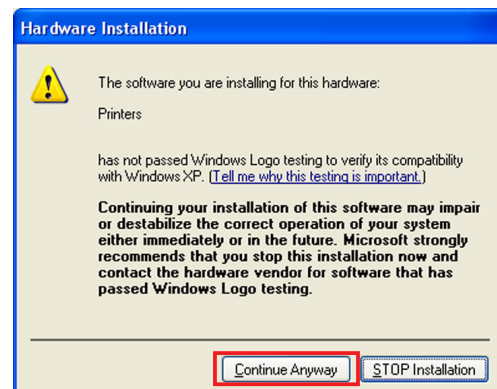 Hardware Installation
The software you are installing for this hardware:
Printers
has not passed Windows Logo testing to verify its compatibility
with Windows XP. (Tell me why this testing is important.)
Continuing your installation of this software may impair
or destabilize the correct operation of your system
either immediately or in the future. Microsoft strongly
recommends that you stop this installation now and
contact the hardware vendor for software that has
passed Windows Logo testing.
Continue Anyway STOP Installation